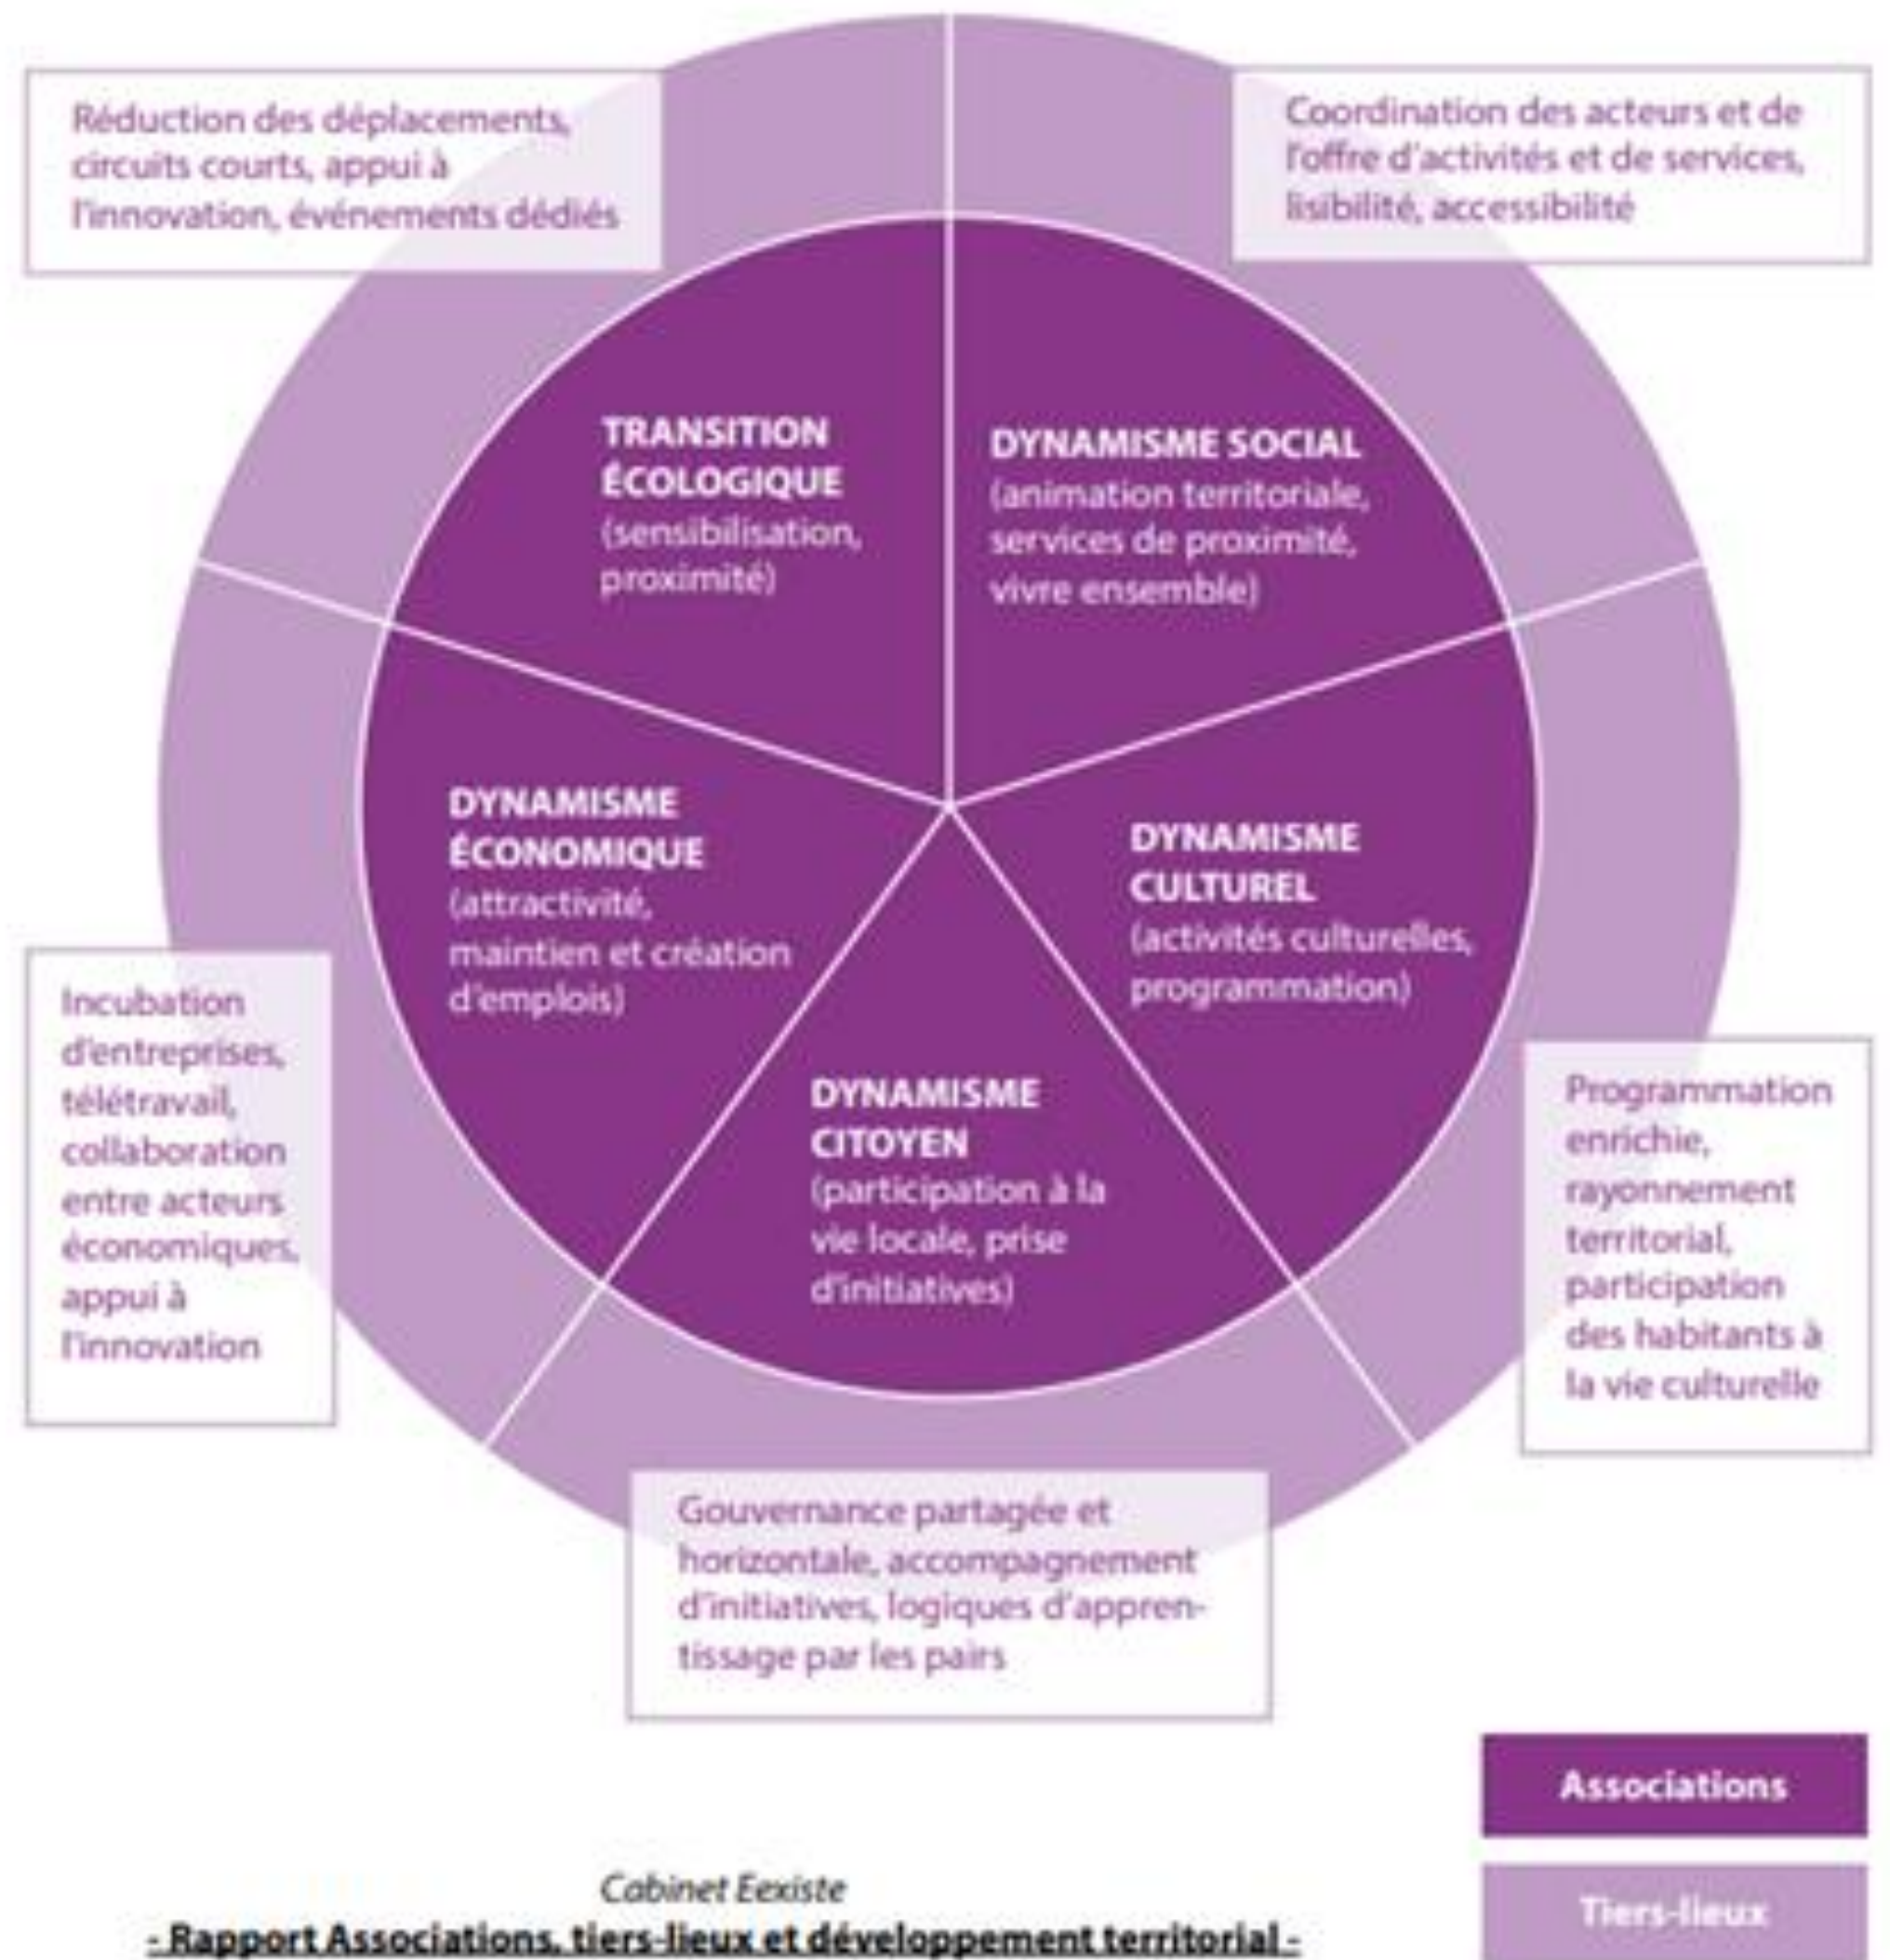 Réduction des déplacements,
circuits courts, appui à
l'innovation, événements dédiés
Coordination des acteurs et de
l'offre d'activités et de services,
lisibilité, accessibilité
TRANSITION
ÉCOLOGIQUE
(sensibilisation,
proximité)
DYNAMISME SOCIAL
(animation territoriale,
services de proximité,
vivre ensemble)
DYNAMISME
ÉCONOMIQUE
(attractivité,
maintien et création
d'emplois)
DYNAMISME
CULTUREL
(activités culturelles,
programmation)
DYNAMISME
CITOYEN
(participation à la
vie locale, prise
d'initiatives)
Incubation
d'entreprises,
télétravail,
collaboration
entre acteurs
économiques,
appui à
l'innovation
Programmation
enrichie,
rayonnement
territorial,
participation
des habitants à
la vie culturelle
Gouvernance partagée et
horizontale, accompagnement
d'initiatives, logiques d'appren-
tissage par les pairs
Associations
Tiers-lieux
Cabinet Eexiste
- Rapport Associations, tiers-lieux et développement territorial -